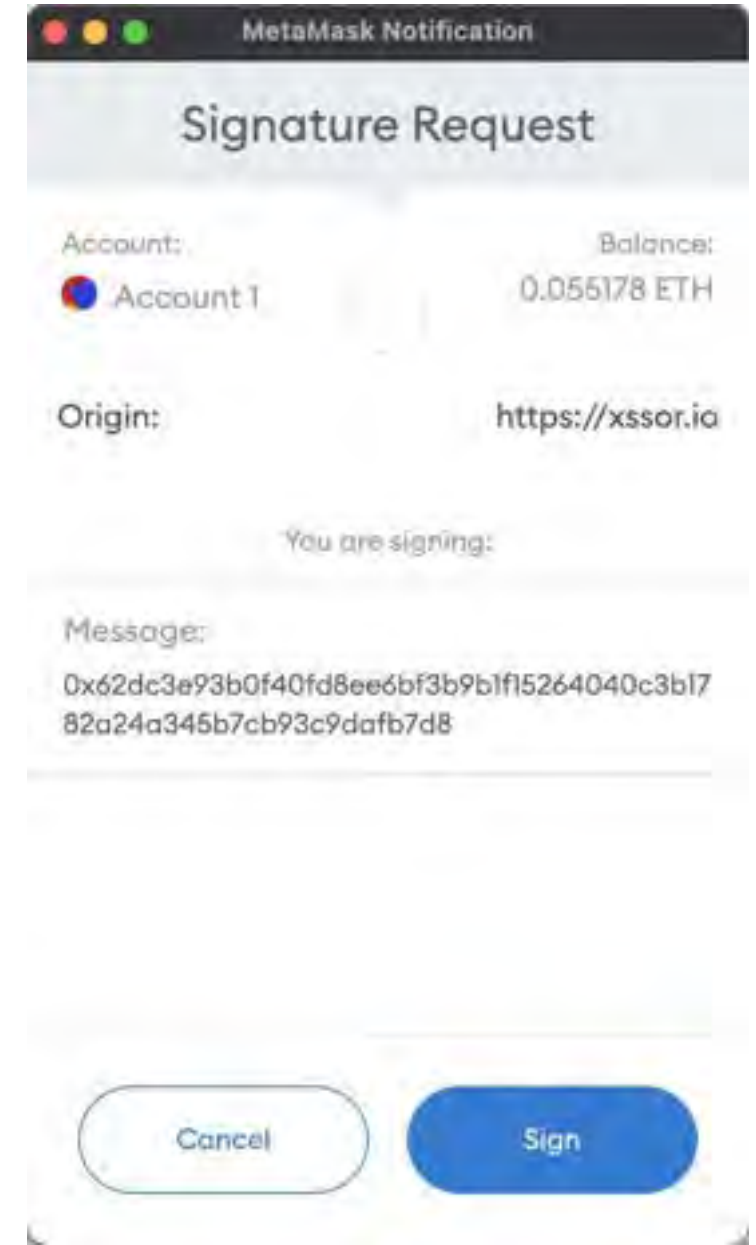 MetaMask Notification
Signature Request
Account: Balance:
Account 1 0.055178 ETH
Origin: https://xssor.io
You are signing:
Message:
0x62dc3e93b0f40fd8ee6bf3b9b1f15264040c3b17
82a24a345b7cb93c9dafb7d8
Cancel Sign